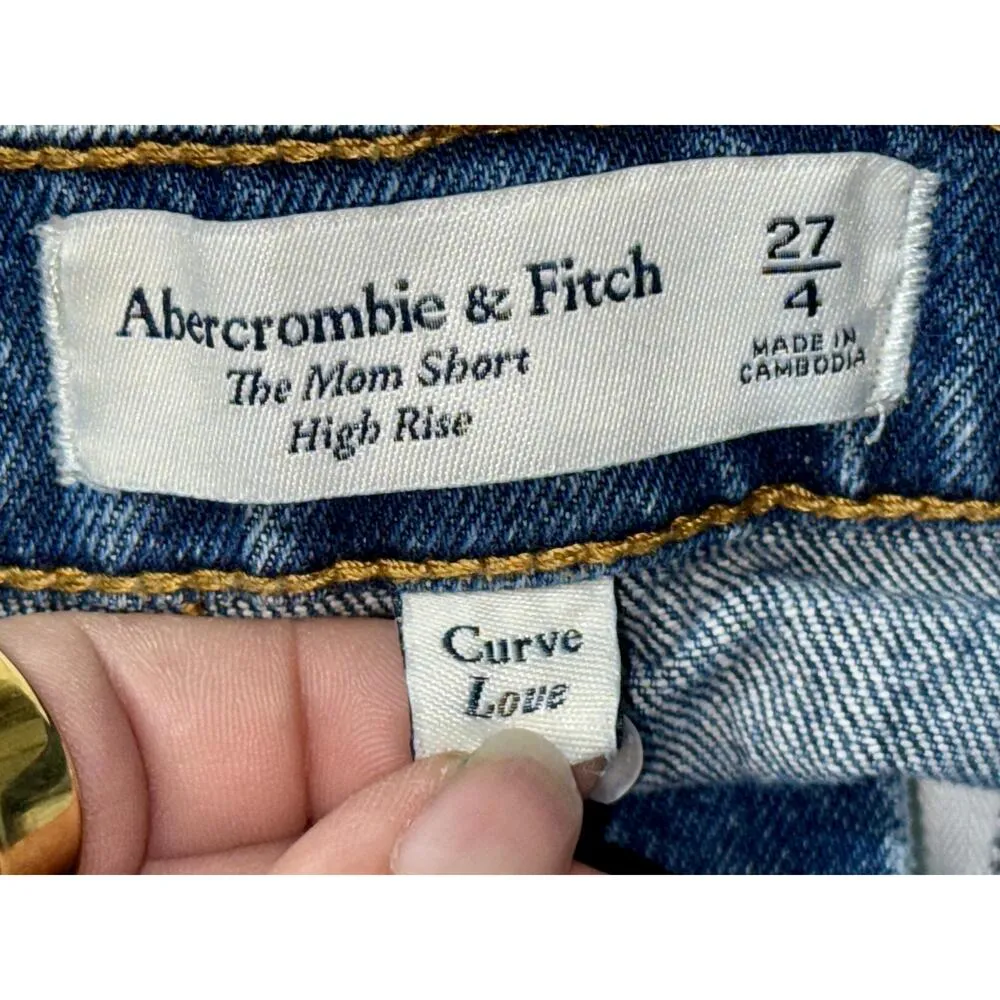 Abercrombie & Fitch
The Mom Short
High Rise
27
4
MADE IN
CAMBODIA
Curve
Love